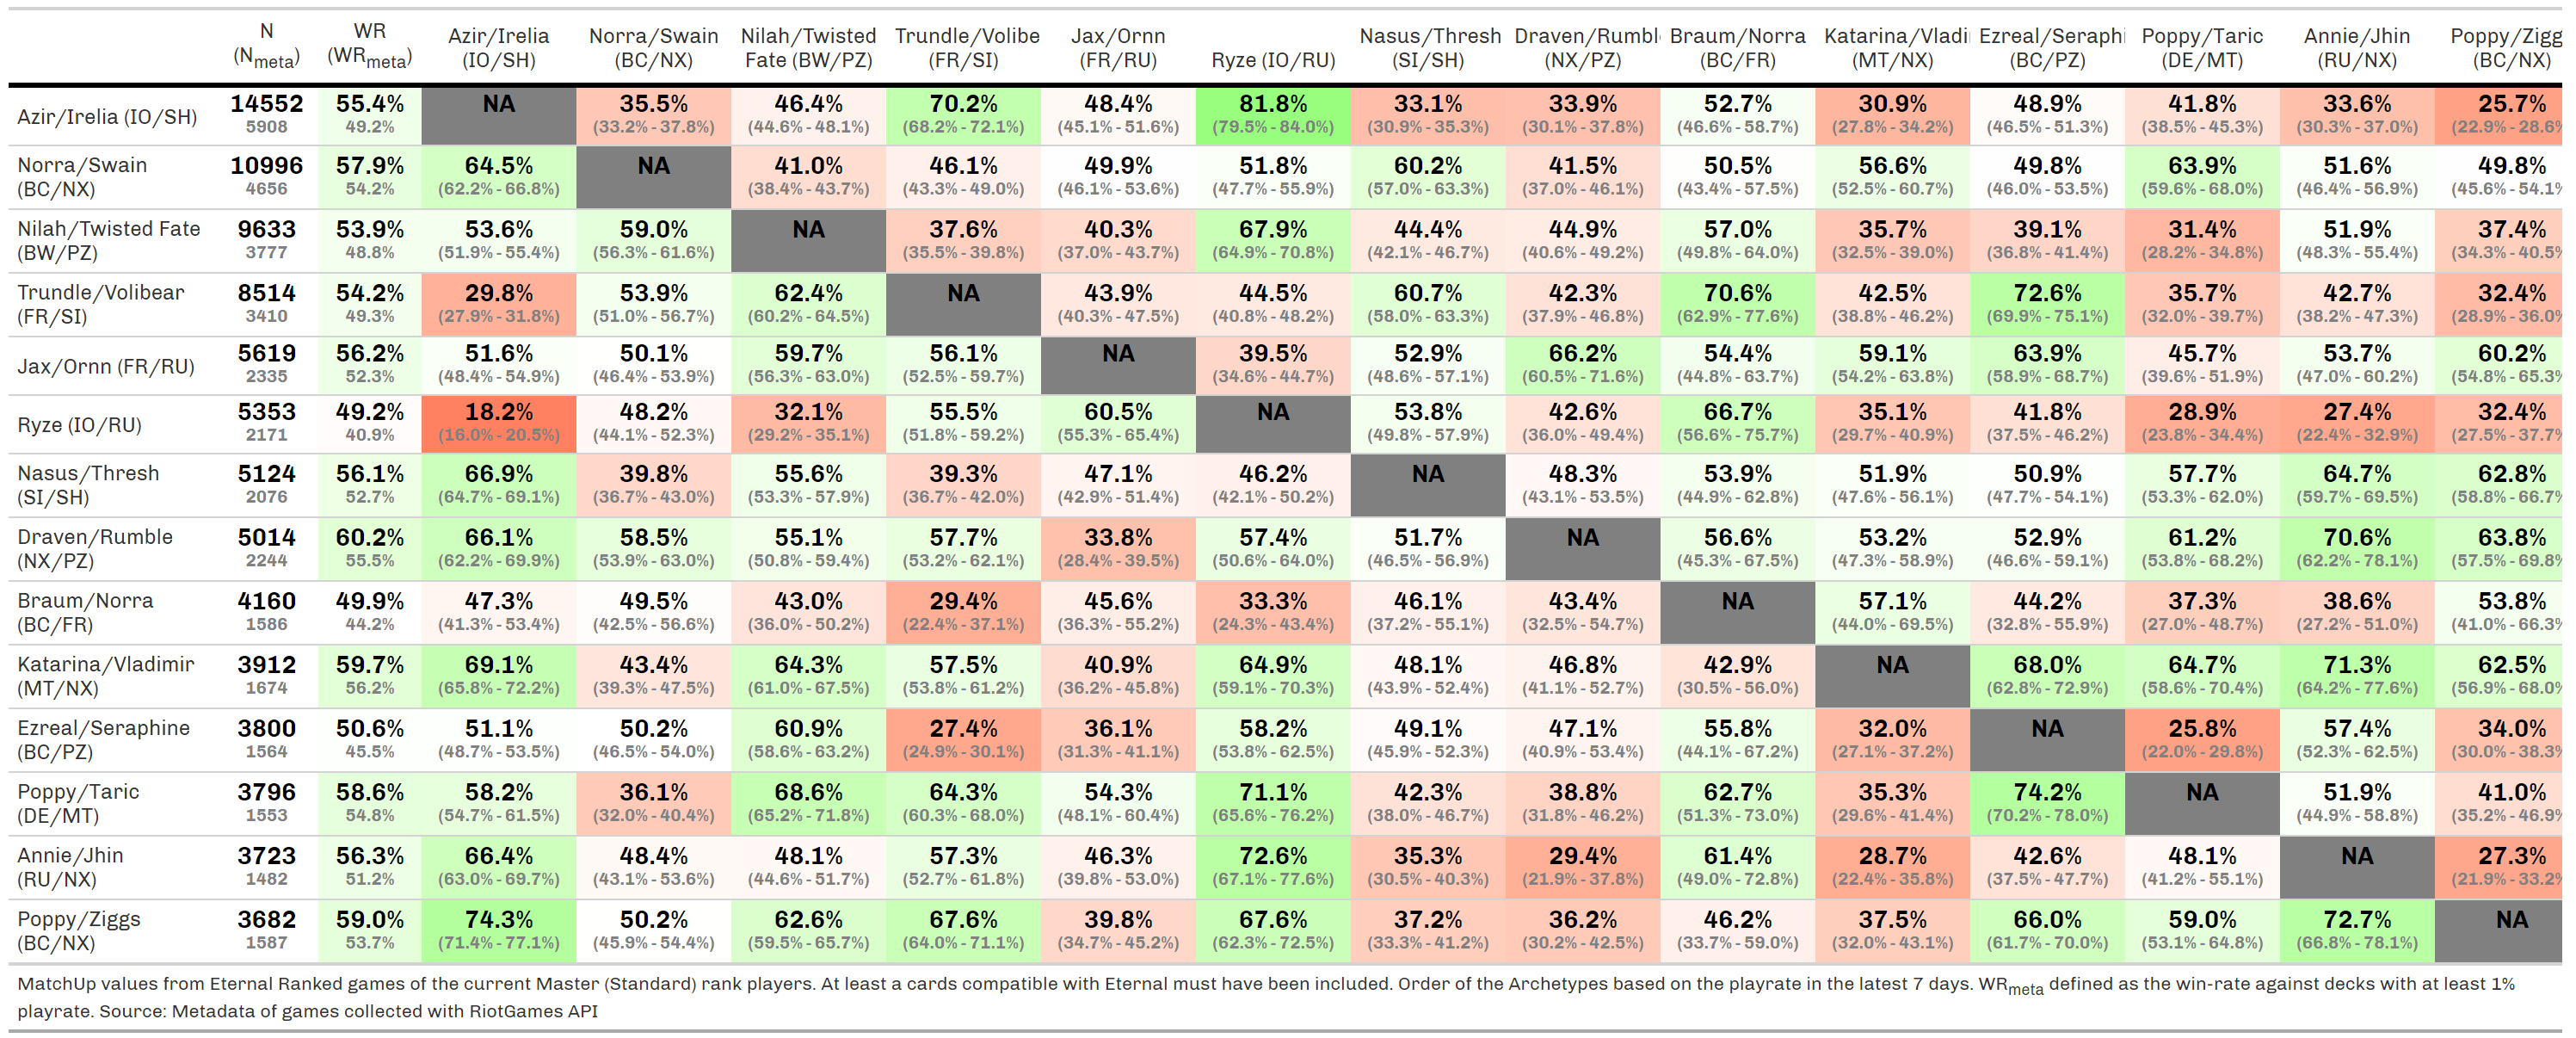 N (N_meta) WR (WR_meta) Azir/Irelia (IO/SH) Norra/Swain (BC/NX) Nilah/Twisted Fate (BW/PZ) Trundle/Volibe (FR/SI) Jax/Ornn (FR/RU) Ryze (IO/RU) Nasus/Thresh (SI/SH) Draven/Rumbl (NX/PZ) Braum/Norra (BC/FR) Katarina/Vladi (MT/NX) Ezreal/Seraphi (BC/PZ) Poppy/Taric (DE/MT) Annie/Jhin (RU/NX) Poppy/Zigg (BC/NX)
Azir/Irelia (IO/SH) 14552 55.4% NA 35.5% 46.4% 70.2% 48.4% 81.8% 33.1% 33.9% 52.7% 30.9% 48.9% 41.8% 33.6% 25.7%
5908 49.2% (33.2% - 37.8%) (44.6% - 48.1%) (68.2% - 72.1%) (45.1% - 51.6%) (79.5% - 84.0%) (30.9% - 35.3%) (30.1% - 37.8%) (46.6% - 58.7%) (27.8% - 34.2%) (46.5% - 51.3%) (38.5% - 45.3%) (30.3% - 37.0%) (22.9% - 28.6%
Norra/Swain 10996 57.9% 64.5% NA 41.0% 46.1% 49.9% 51.8% 60.2% 41.5% 50.5% 56.6% 49.8% 63.9% 51.6% 49.8%
(BC/NX) 4656 54.2% (62.2% - 66.8%) (38.4% - 43.7%) (43.3% - 49.0%) (46.1% - 53.6%) (47.7% - 55.9%) (57.0% - 63.3%) (37.0% - 46.1%) (43.4% - 57.5%) (52.5% - 60.7%) (46.0% - 53.5%) (59.6% - 68.0%) (46.4% - 56.9%) (45.6% - 54.1%
Nilah/Twisted Fate 9633 53.9% 53.6% 59.0% NA 37.6% 40.3% 67.9% 44.4% 44.9% 57.0% 35.7% 39.1% 31.4% 51.9% 37.4%
(BW/PZ) 3777 48.8% (51.9% - 55.4%) (56.3% - 61.6%) (35.5% - 39.8%) (37.0% - 43.7%) (64.9% - 70.8%) (42.1% - 46.7%) (40.6% - 49.2%) (49.8% - 64.0%) (32.5% - 39.0%) (36.8% - 41.4%) (28.2% - 34.8%) (48.3% - 55.4%) (34.3% - 40.5%
Trundle/Volibear 8514 54.2% 29.8% 53.9% 62.4% NA 43.9% 44.5% 60.7% 42.3% 70.6% 42.5% 72.6% 35.7% 42.7% 32.4%
(FR/SI) 3410 49.3% (27.9% - 31.8%) (51.0% - 56.7%) (60.2% - 64.5%) (40.3% - 47.5%) (40.8% - 48.2%) (58.0% - 63.3%) (37.9% - 46.8%) (62.9% - 77.6%) (38.8% - 46.2%) (69.9% - 75.1%) (32.0% - 39.7%) (38.2% - 47.3%) (28.9% - 36.0%
Jax/Ornn (FR/RU) 5619 56.2% 51.6% 50.1% 59.7% 56.1% NA 39.5% 52.9% 66.2% 54.4% 59.1% 63.9% 45.7% 53.7% 60.2%
2335 52.3% (48.4% - 54.9%) (46.4% - 53.9%) (56.3% - 63.0%) (52.5% - 59.7%) (34.6% - 44.7%) (48.6% - 57.1%) (60.5% - 71.6%) (44.8% - 63.7%) (54.2% - 63.8%) (58.9% - 68.7%) (39.6% - 51.9%) (47.0% - 60.2%) (54.8% - 65.3%
Ryze (IO/RU) 5353 49.2% 18.2% 48.2% 32.1% 55.5% 60.5% NA 53.8% 42.6% 66.7% 35.1% 41.8% 28.9% 27.4% 32.4%
2171 40.9% (16.0% - 20.5%) (44.1% - 52.3%) (29.2% - 35.1%) (51.8% - 59.2%) (55.3% - 65.4%) (49.8% - 57.9%) (36.0% - 49.4%) (56.6% - 75.7%) (29.7% - 40.9%) (37.5% - 46.2%) (23.8% - 34.4%) (22.4% - 32.9%) (27.5% - 37.7%
Nasus/Thresh 5124 56.1% 66.9% 39.8% 55.6% 39.3% 47.1% 46.2% NA 48.3% 53.9% 51.9% 50.9% 57.7% 64.7% 62.8%
(SI/SH) 2076 52.7% (64.7% - 69.1%) (36.7% - 43.0%) (53.3% - 57.9%) (36.7% - 42.0%) (42.9% - 51.4%) (42.1% - 50.2%) (43.1% - 53.5%) (44.9% - 62.8%) (47.6% - 56.1%) (47.7% - 54.1%) (53.3% - 62.0%) (59.7% - 69.5%) (58.8% - 66.7%
Draven/Rumble 5014 60.2% 66.1% 58.5% 55.1% 57.7% 33.8% 57.4% 51.7% NA 56.6% 53.2% 52.9% 61.2% 70.6% 63.8%
(NX/PZ) 2244 55.5% (62.2% - 69.9%) (53.9% - 63.0%) (50.8% - 59.4%) (53.2% - 62.1%) (28.4% - 39.5%) (50.6% - 64.0%) (46.5% - 56.9%) (45.3% - 67.5%) (47.3% - 58.9%) (46.6% - 59.1%) (53.8% - 68.2%) (62.2% - 78.1%) (57.5% - 69.8%
Braum/Norra 4160 49.9% 47.3% 49.5% 43.0% 29.4% 45.6% 33.3% 46.1% 43.4% NA 57.1% 44.2% 37.3% 38.6% 53.8%
(BC/FR) 1586 44.2% (41.3% - 53.4%) (42.5% - 56.6%) (36.0% - 50.2%) (22.4% - 37.1%) (36.3% - 55.2%) (24.3% - 43.4%) (37.2% - 55.1%) (32.5% - 54.7%) (44.0% - 69.5%) (32.8% - 55.9%) (27.0% - 48.7%) (27.2% - 51.0%) (41.0% - 66.3%
Katarina/Vladimir 3912 59.7% 69.1% 43.4% 64.3% 57.5% 40.9% 64.9% 48.1% 46.8% 42.9% NA 68.0% 64.7% 71.3% 62.5%
(MT/NX) 1674 56.2% (65.8% - 72.2%) (39.3% - 47.5%) (61.0% - 67.5%) (53.8% - 61.2%) (36.2% - 45.8%) (59.1% - 70.3%) (43.9% - 52.4%) (41.1% - 52.7%) (30.5% - 56.0%) (62.8% - 72.9%) (58.6% - 70.4%) (64.2% - 77.6%) (56.9% - 68.0%
Ezreal/Seraphine 3800 50.6% 51.1% 50.2% 60.9% 27.4% 36.1% 58.2% 49.1% 47.1% 55.8% 32.0% NA 25.8% 57.4% 34.0%
(BC/PZ) 1564 45.5% (48.7% - 53.5%) (46.5% - 54.0%) (58.6% - 63.2%) (24.9% - 30.1%) (31.3% - 41.1%) (53.8% - 62.5%) (45.9% - 52.3%) (40.9% - 53.4%) (44.1% - 67.2%) (27.1% - 37.2%) (22.0% - 29.8%) (52.3% - 62.5%) (30.0% - 38.3%
Poppy/Taric 3796 58.6% 58.2% 36.1% 68.6% 64.3% 54.3% 71.1% 42.3% 38.8% 62.7% 35.3% 74.2% NA 51.9% 41.0%
(DE/MT) 1553 54.8% (54.7% - 61.5%) (32.0% - 40.4%) (65.2% - 71.8%) (60.3% - 68.0%) (48.1% - 60.4%) (65.6% - 76.2%) (38.0% - 46.7%) (31.8% - 46.2%) (51.3% - 73.0%) (29.6% - 41.4%) (70.2% - 78.0%) (44.9% - 58.8%) (35.2% - 46.9%
Annie/Jhin 3723 56.3% 66.4% 48.4% 48.1% 57.3% 46.3% 72.6% 35.3% 29.4% 61.4% 28.7% 42.6% 48.1% NA 27.3%
(RU/NX) 1482 51.2% (63.0% - 69.7%) (43.1% - 53.6%) (44.6% - 51.7%) (52.7% - 61.8%) (39.8% - 53.0%) (67.1% - 77.6%) (30.5% - 40.3%) (21.9% - 37.8%) (49.0% - 72.8%) (22.4% - 35.8%) (37.5% - 47.7%) (41.2% - 55.1%) (21.9% - 33.2%
Poppy/Ziggs 3682 59.0% 74.3% 50.2% 62.6% 67.6% 39.8% 67.6% 37.2% 36.2% 46.2% 37.5% 66.0% 59.0% 72.7% NA
(BC/NX) 1587 53.7% (71.4% - 77.1%) (45.9% - 54.4%) (59.5% - 65.7%) (64.0% - 71.1%) (34.7% - 45.2%) (62.3% - 72.5%) (33.3% - 41.2%) (30.2% - 42.5%) (33.7% - 59.0%) (32.0% - 43.1%) (61.7% - 70.0%) (53.1% - 64.8%) (66.8% - 78.1%)
MatchUp values from Eternal Ranked games of the current Master (Standard) rank players. At least a cards compatible with Eternal must have been included. Order of the Archetypes based on the playrate in the latest 7 days. WR_meta defined as the win-rate against decks with at least 1%
playrate. Source: Metadata of games collected with RiotGames API